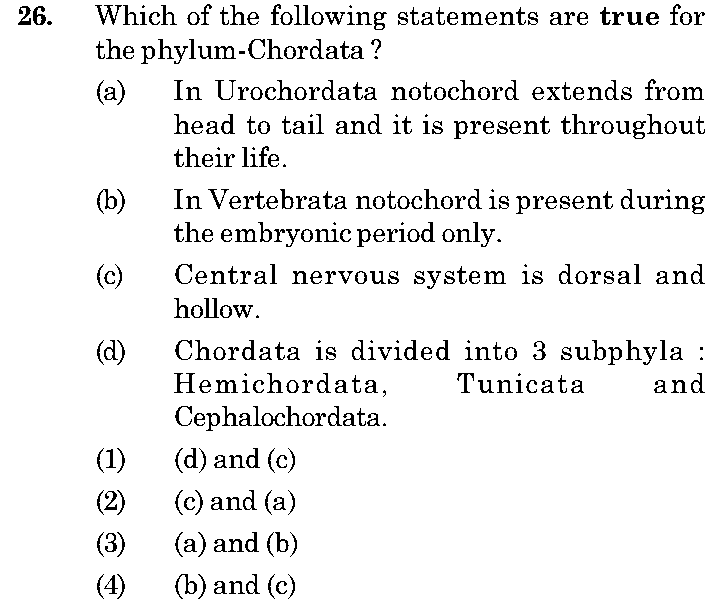 26. Which of the following statements are true for
the phylum-Chordata ?
(a) In Urochordata notochord extends from
head to tail and it is present throughout
their life.
(b) In Vertebrata notochord is present during
the embryonic period only.
(c) Central nervous system is dorsal and
hollow.
(d) Chordata is divided into 3 subphyla :
Hemichordata, Tunicata and
Cephalochordata.
(1) (d) and (c)
(2) (c) and (a)
(3) (a) and (b)
(4) (b) and (c)